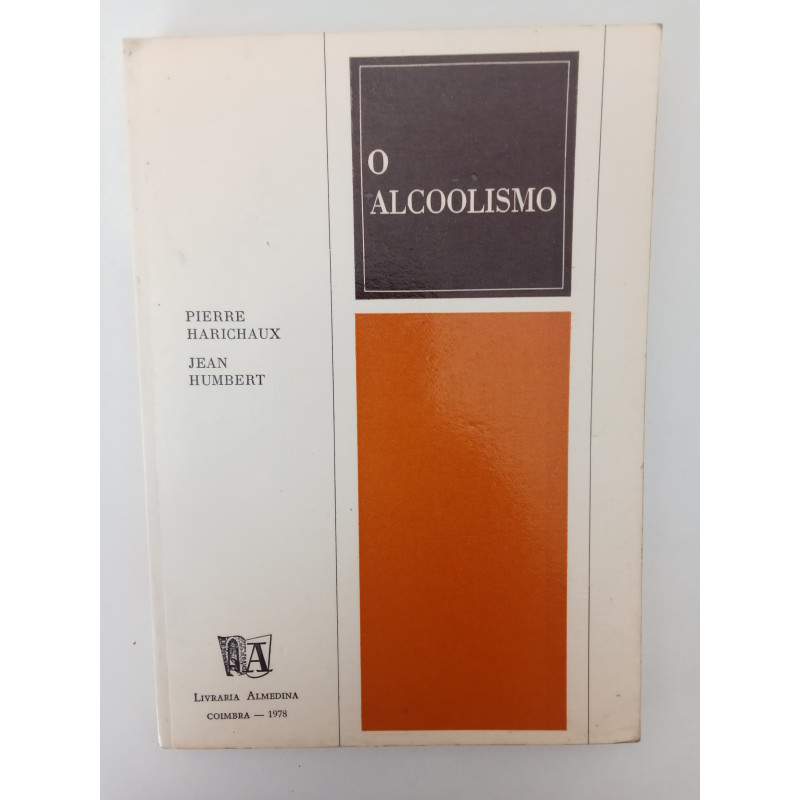 O
ALCOOLISMO
PIERRE
HARICHAUX
JEAN
HUMBERT
A
LIVRARIA ALMEDINA
COIMBRA — 1978